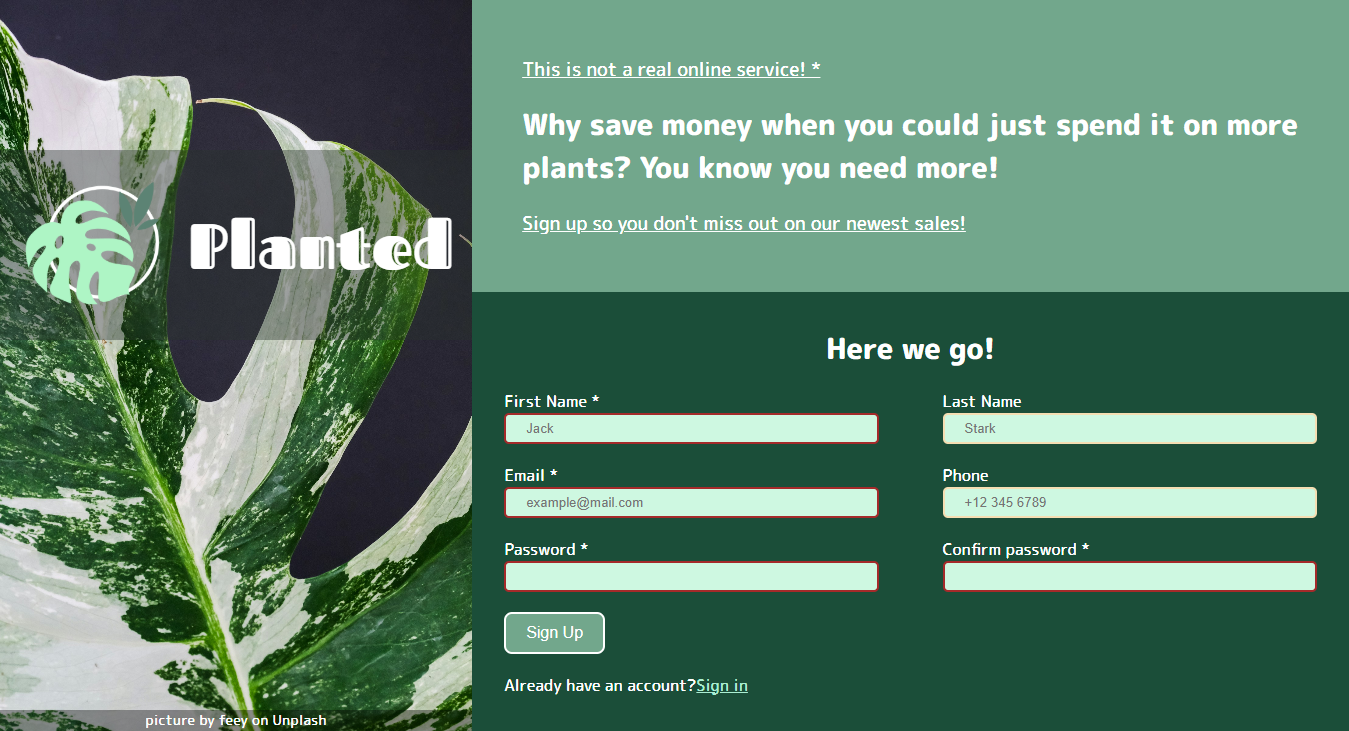 Planted
picture by feey on Unplash
This is not a real online service! *
Why save money when you could just spend it on more
plants? You know you need more!
Sign up so you don't miss out on our newest sales!
Here we go!
First Name *
Last Name
Jack
Stark
Email *
Phone
example@mail.com
+12 345 6789
Password *
Confirm password *
Sign Up
Already have an account?Sign in